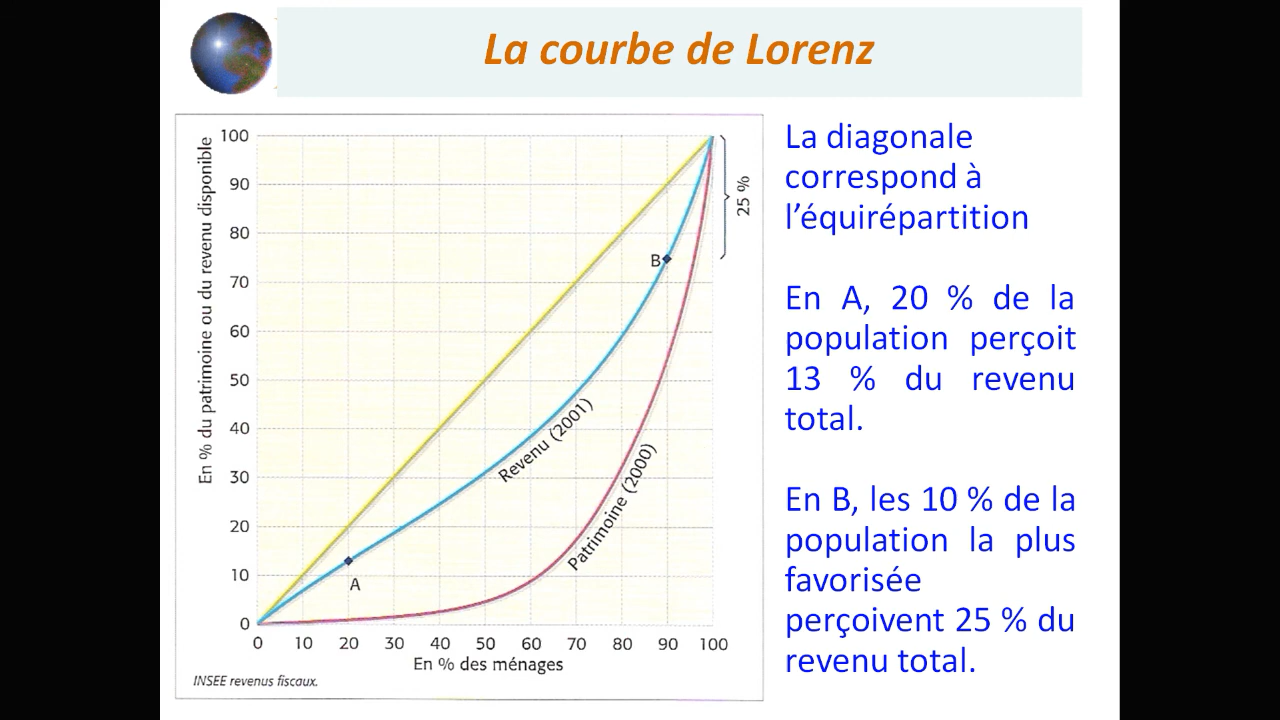 La courbe de Lorenz
En % du patrimoine ou du revenu disponible
100
90
80
70
60
50
40
30
20
10
0
0 10 20 30 40 50 60 70 80 90 100
En % des ménages
25 %
B
A
Revenu (2001)
Patrimoine (2000)
INSEE revenus fiscaux.
La diagonale
correspond à
l’équirépartition
En A, 20 % de la
population perçoit
13 % du revenu
total.
En B, les 10 % de la
population la plus
favorisée
perçoivent 25 % du
revenu total.